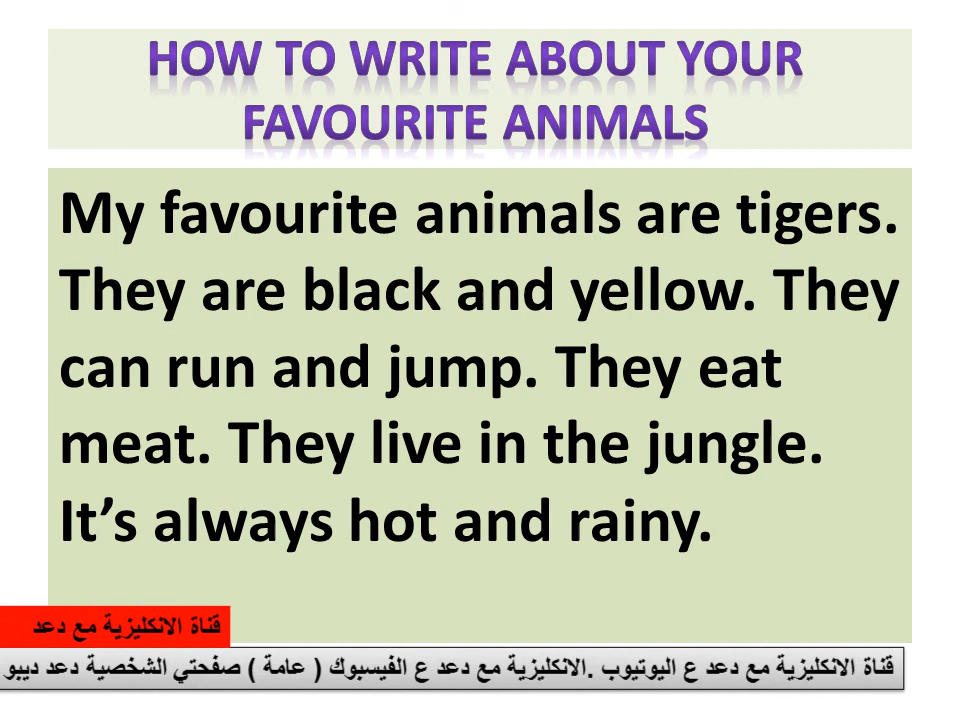 HOW TO WRITE ABOUT YOUR
FAVOURITE ANIMALS
My favourite animals are tigers.
They are black and yellow. They
can run and jump. They eat
meat. They live in the jungle.
It’s always hot and rainy.
قناة الانكليزية مع دعد
قناة الانكليزية مع دعد ع اليوتيوب .الانكليزية مع دعد ع الفيسبوك ( عامة ) صفحتي الشخصية دعد ديبو